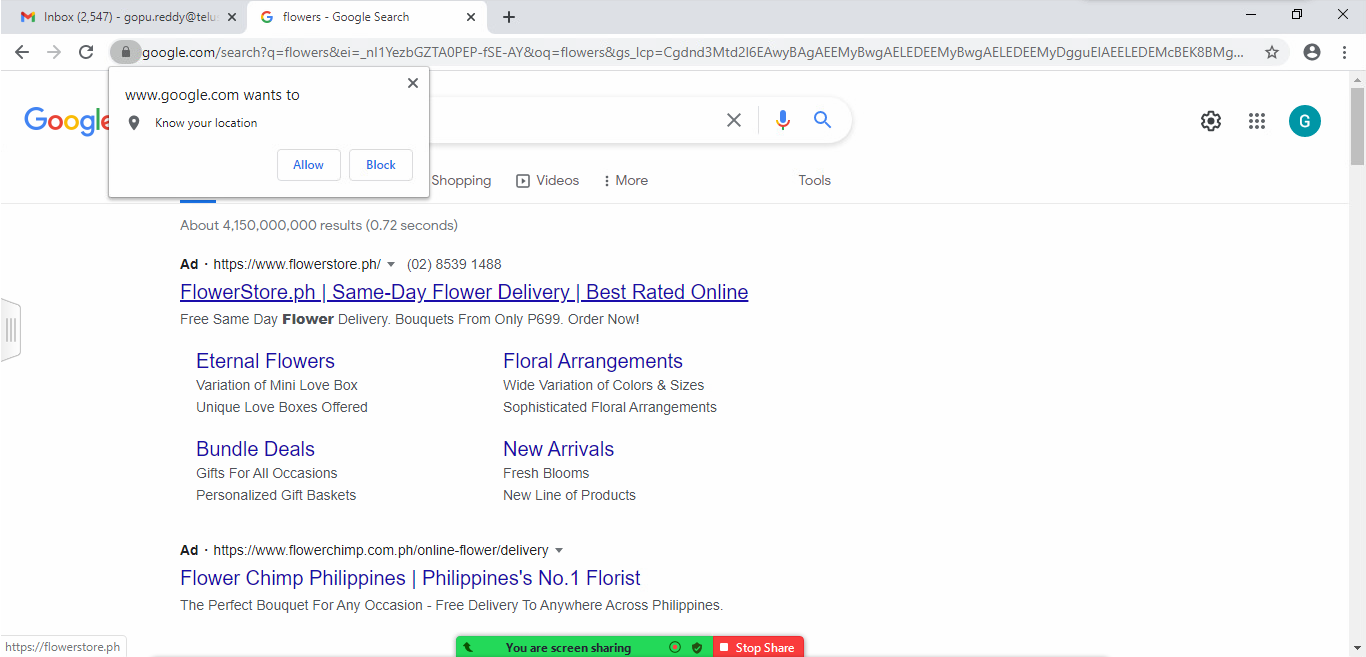 Inbox (2,547) - gopu.reddy@telu
flowers - Google Search
google.com/search?q=flowers&ei=_nI1YezbGZTA0PEP-fSE-AY&oq=flowers&gs_lcp=Cgdnd3Mtd2l6EAwyBAgAEEMyBwgAELEDEEMyBwgAELEDEEMyDgguEIAEELEDEMcBEK8BMg...
www.google.com wants to
Know your location
Allow Block
Google
G
Shopping Videos More Tools
About 4,150,000,000 results (0.72 seconds)
Ad · https://www.flowerstore.ph/ (02) 8539 1488
FlowerStore.ph | Same-Day Flower Delivery | Best Rated Online
Free Same Day Flower Delivery. Bouquets From Only P699. Order Now!
Eternal Flowers
Variation of Mini Love Box
Unique Love Boxes Offered
Floral Arrangements
Wide Variation of Colors & Sizes
Sophisticated Floral Arrangements
Bundle Deals
Gifts For All Occasions
Personalized Gift Baskets
New Arrivals
Fresh Blooms
New Line of Products
Ad · https://www.flowerchimp.com.ph/online-flower/delivery
Flower Chimp Philippines | Philippines's No.1 Florist
The Perfect Bouquet For Any Occasion - Free Delivery To Anywhere Across Philippines.
https://flowerstore.ph
You are screen sharing Stop Share